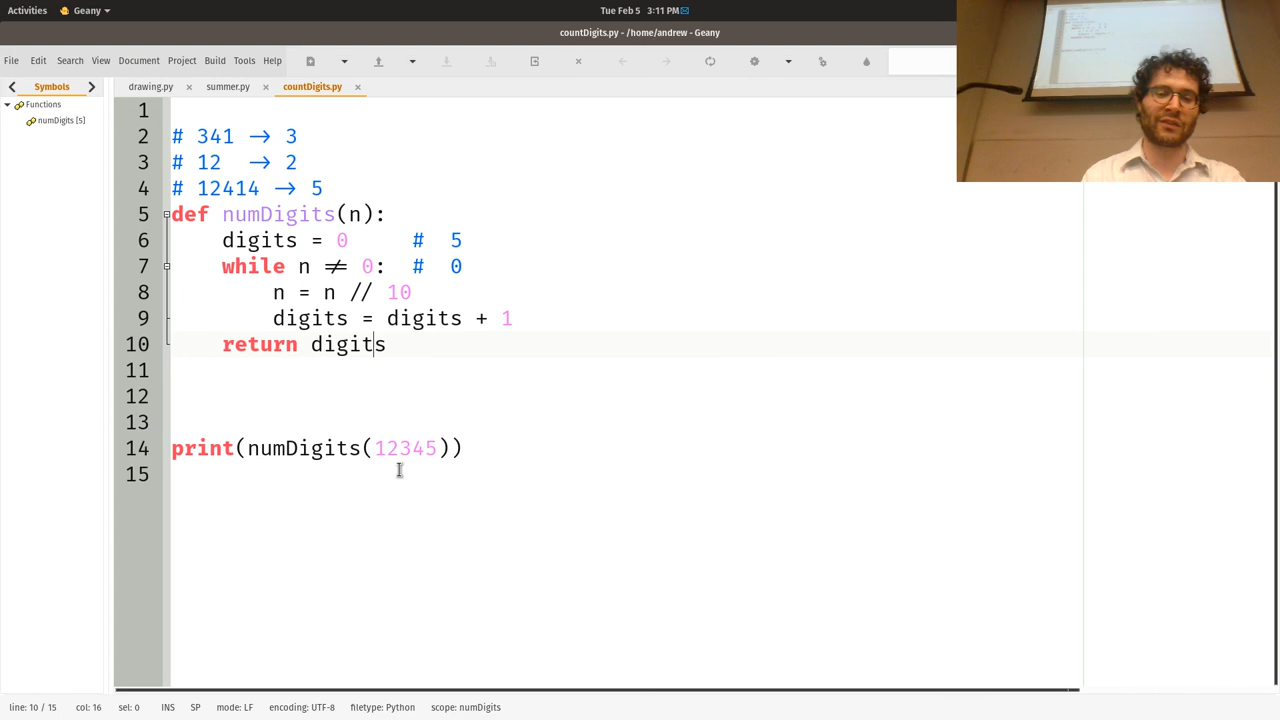 Activities Geany Tue Feb 5 3:11 PM
countDigits.py - /home/andrew - Geany
File Edit Search View Document Project Build Tools Help
Symbols drawing.py summer.py countDigits.py
Functions
numDigits [5]
1
2 # 341 -> 3
3 # 12 -> 2
4 # 12414 -> 5
5 def numDigits(n):
6 digits = 0 # 5
7 while n != 0: # 0
8 n = n // 10
9 digits = digits + 1
10 return digits
11
12
13
14 print(numDigits(12345))
15
line: 10 / 15 col: 16 sel: 0 INS SP mode: LF encoding: UTF-8 filetype: Python scope: numDigits